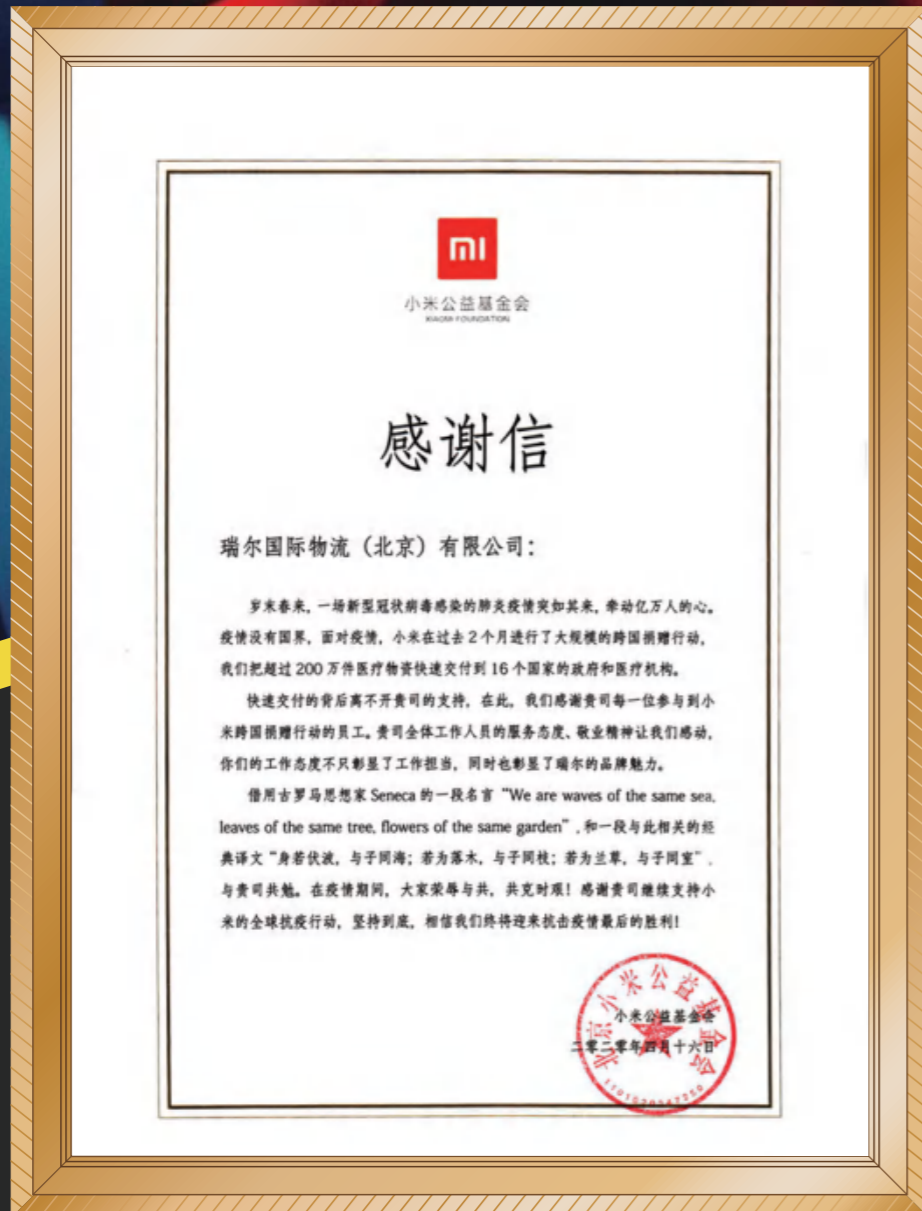 mi
小米公益基金会
XIAOMI FOUNDATION
感谢信
瑞尔国际物流（北京）有限公司：
岁末春来，一场新型冠状病毒感染的肺炎疫情突如其来，牵动亿万人的心。
疫情没有国界，面对疫情，小米在过去2个月进行了大规模的跨国捐赠行动，
我们把超过200万件医疗物资快速交付到16个国家的政府和医疗机构。
快速交付的背后离不开贵司的支持，在此，我们感谢贵司每一位参与到小
米跨国捐赠行动的员工。贵司全体工作人员的服务态度、敬业精神让我们感动，
你们的工作态度不只彰显了工作担当，同时也彰显了瑞尔的品牌魅力。
借用古罗马思想家 Seneca 的一段名言“We are waves of the same sea,
leaves of the same tree, flowers of the same garden”，和一段与此相关的经
典译文“身若伏波，与子同海；若为落木，与子同枝；若为兰草，与子同室”，
与贵司共勉。在疫情期间，大家荣辱与共，共克时艰！感谢贵司继续支持小
米的全球抗疫行动，坚持到底，相信我们终将迎来抗击疫情最后的胜利！
北京小米公益基金会
小米公益基金会
二零二零年四月十六日